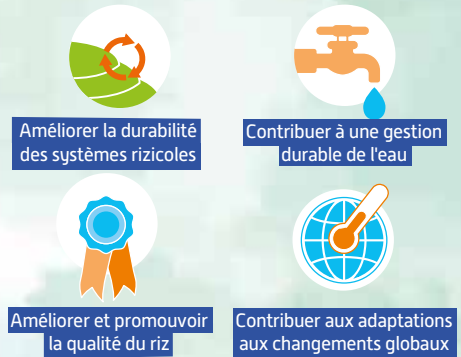 Améliorer la durabilité
des systèmes rizicoles
Contribuer à une gestion
durable de l'eau
Améliorer et promouvoir
la qualité du riz
Contribuer aux adaptations
aux changements globaux